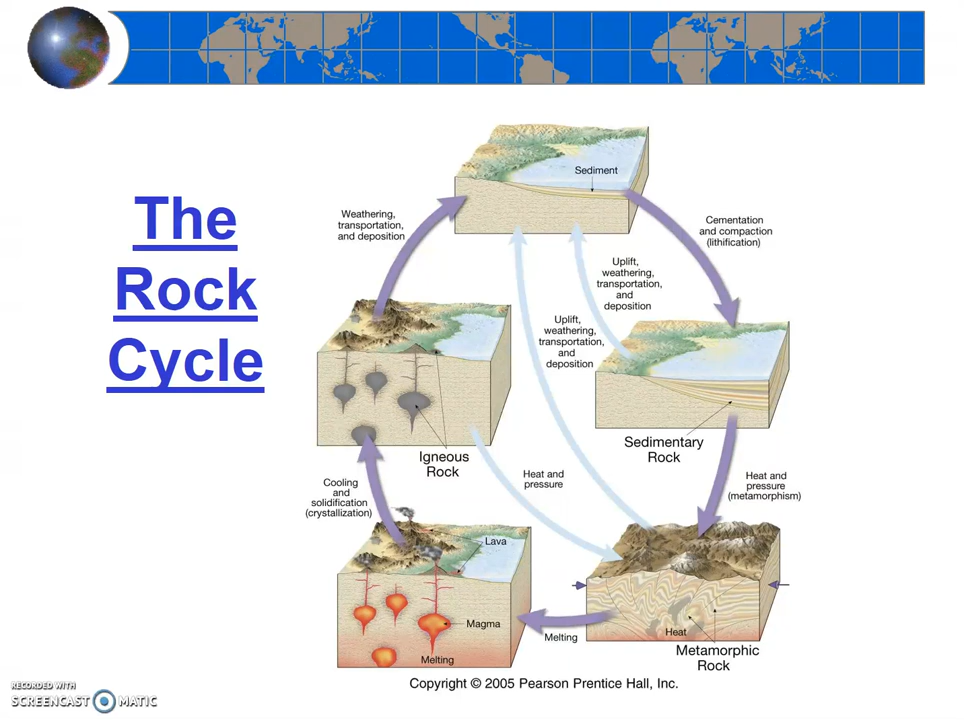 The
Rock
Cycle
Sediment
Weathering,
transportation,
and deposition
Cementation
and compaction
(lithification)
Uplift,
weathering,
transportation,
and
deposition
Uplift,
weathering,
transportation,
and
deposition
Sedimentary
Rock
Igneous
Rock
Heat and
pressure
Heat and
pressure
(metamorphism)
Cooling
and
solidification
(crystallization)
Lava
Magma
Melting
Melting
Heat
Metamorphic
Rock
Copyright © 2005 Pearson Prentice Hall, Inc.
RECORDED WITH
SCREENCAST MATIC